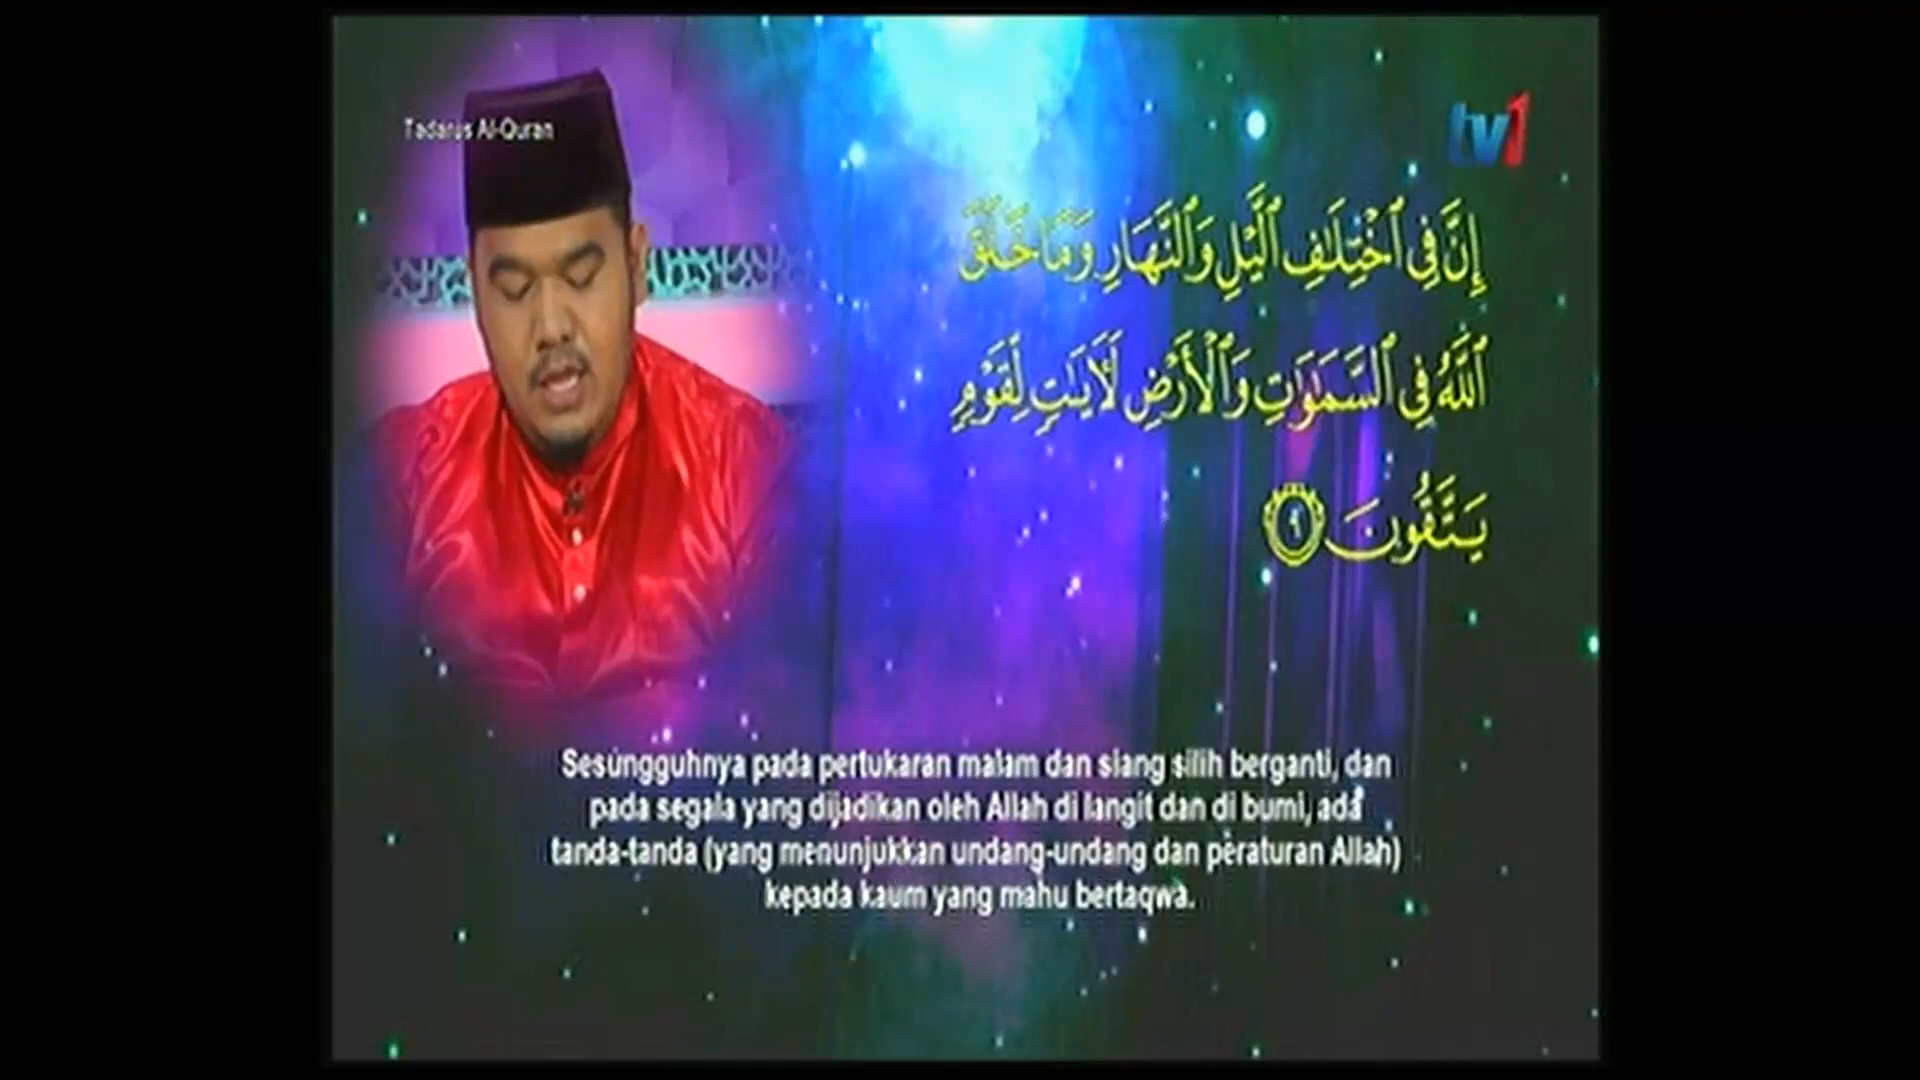 Tadarus Al-Quran
tv1
إِنَّ فِى ٱخْتِلَـٰفِ ٱلَّيْلِ وَٱلنَّهَارِ وَمَا خَلَقَ
ٱللَّهُ فِى ٱلسَّمَـٰوَٰتِ وَٱلْأَرْضِ لَـَٔايَـٰتٍ لِّقَوْمٍ
يَتَّقُونَ
Sesungguhnya pada pertukaran malam dan siang silih berganti, dan
pada segala yang dijadikan oleh Allah di langit dan di bumi, ada
tanda-tanda (yang menunjukkan undang-undang dan peraturan Allah)
kepada kaum yang mahu bertaqwa.